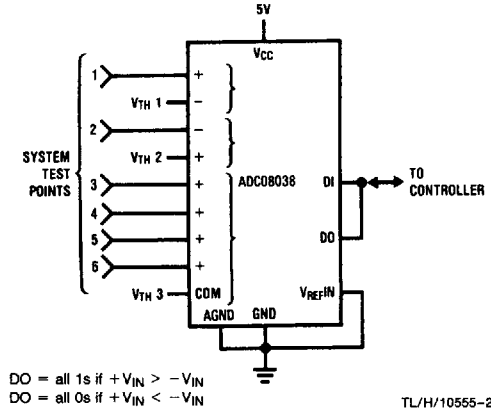 5V
VCC
1 +
VTH 1 −
2 −
VTH 2 +
SYSTEM
TEST
POINTS
3 +
ADC08038
DI
TO
CONTROLLER
4 +
5 +
DO
6 +
VTH 3 COM
VREFIN
AGND GND
DO = all 1s if +VIN > −VIN
DO = all 0s if +VIN < −VIN
TL/H/10555-2